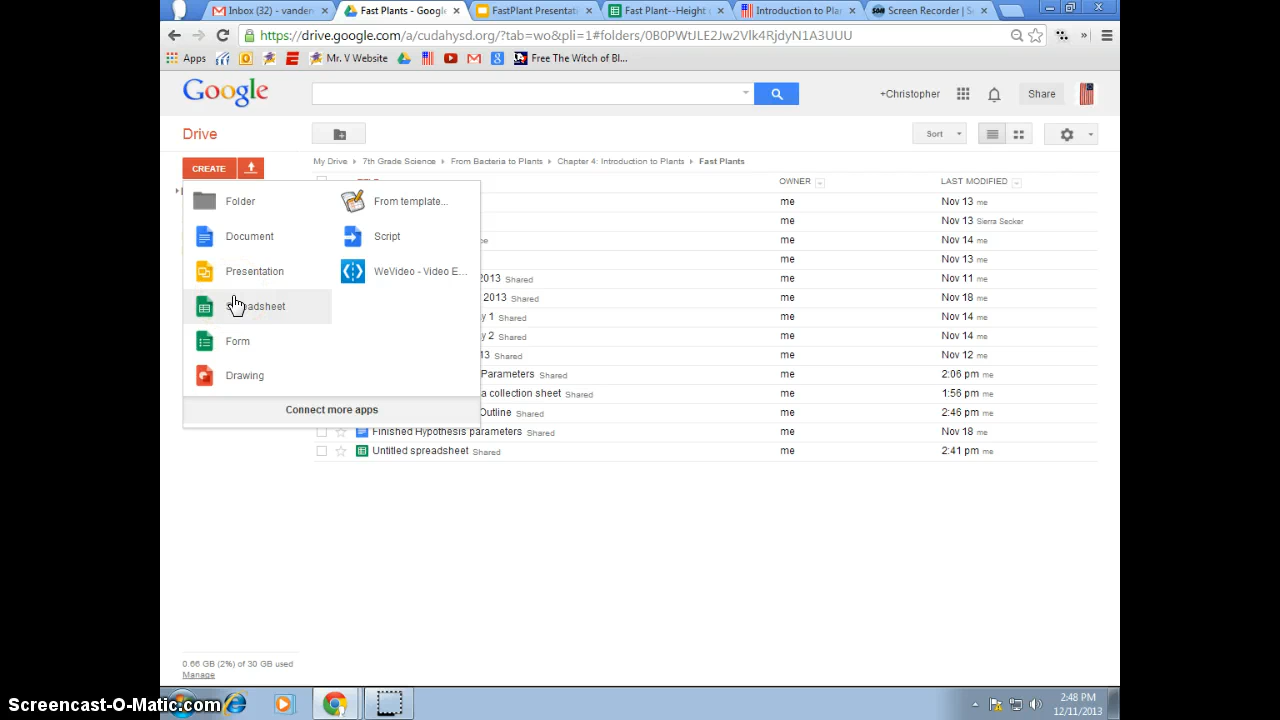 Inbox (32) - vander
Fast Plants - Google
FastPlant Presentati
Fast Plant--Height
Introduction to Plan
Screen Recorder | S
https://drive.google.com/a/cudahysd.org/?tab=wo&pli=1#folders/0B0PWtJLE2Jw2Vlk4RjdyN1A3UUU
Apps Mr. V Website Free The Witch of Bl...
Google
+Christopher Share
Drive Sort
My Drive 7th Grade Science From Bacteria to Plants Chapter 4: Introduction to Plants Fast Plants
CREATE
OWNER LAST MODIFIED
Folder From template... me Nov 13 me
me Nov 13 Sierra Secker
Document Script me Nov 14 me
me Nov 13 me
Presentation WeVideo - Video E... 2013 Shared me Nov 11 me
2013 Shared me Nov 18 me
Spreadsheet
y 1 Shared me Nov 14 me
y 2 Shared me Nov 14 me
Form
13 Shared me Nov 12 me
Drawing Parameters Shared me 2:06 pm me
a collection sheet Shared me 1:56 pm me
Connect more apps Outline Shared me 2:46 pm me
Finished Hypothesis parameters Shared me Nov 18 me
Untitled spreadsheet Shared me 2:41 pm me
0.66 GB (2%) of 30 GB used
Manage
Screencast-O-Matic.com
2:48 PM
12/11/2013